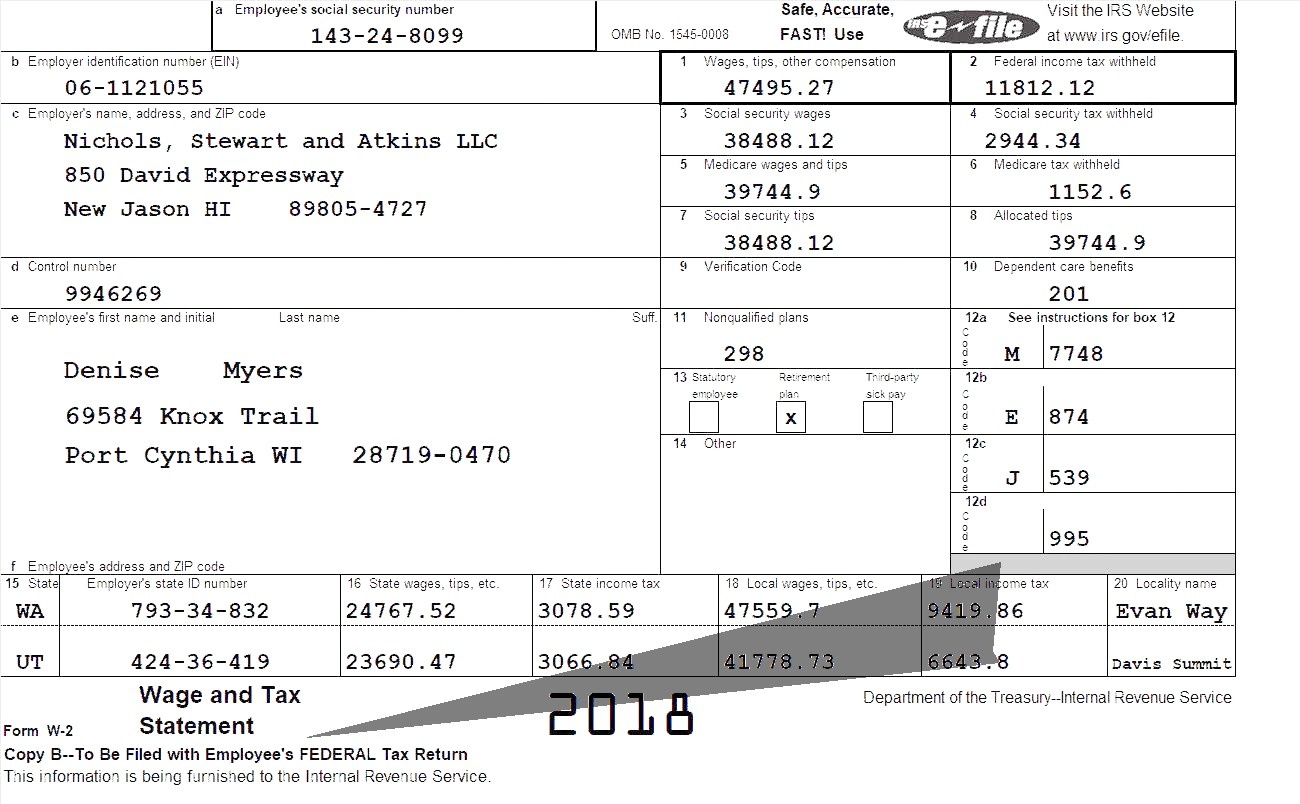 a Employee's social security number
143-24-8099
OMB No. 1545-0008
Safe, Accurate,
FAST! Use
IRS e~file
Visit the IRS Website
at www.irs gov/efile.
b Employer identification number (EIN)
06-1121055
1 Wages, tips, other compensation
47495.27
2 Federal income tax withheld
11812.12
c Employer's name, address, and ZIP code
Nichols, Stewart and Atkins LLC
850 David Expressway
New Jason HI 89805-4727
3 Social security wages
38488.12
4 Social security tax withheld
2944.34
5 Medicare wages and tips
39744.9
6 Medicare tax withheld
1152.6
7 Social security tips
38488.12
8 Allocated tips
39744.9
d Control number
9946269
9 Verification Code
10 Dependent care benefits
201
e Employee's first name and initial Last name Suff.
Denise Myers
69584 Knox Trail
Port Cynthia WI 28719-0470
11 Nonqualified plans
298
12a See instructions for box 12
Code M 7748
13 Statutory employee
Retirement plan X
Third-party sick pay
12b
Code E 874
14 Other
12c
Code J 539
12d
Code 995
f Employee's address and ZIP code
15 State Employer's state ID number 16 State wages, tips, etc. 17 State income tax 18 Local wages, tips, etc. 19 Local income tax 20 Locality name
WA 793-34-832 24767.52 3078.59 47559.7 9419.86 Evan Way
UT 424-36-419 23690.47 3066.84 41778.73 6643.8 Davis Summit
Wage and Tax
Statement
Form W-2
2018
Department of the Treasury--Internal Revenue Service
Copy B--To Be Filed with Employee's FEDERAL Tax Return
This information is being furnished to the Internal Revenue Service.